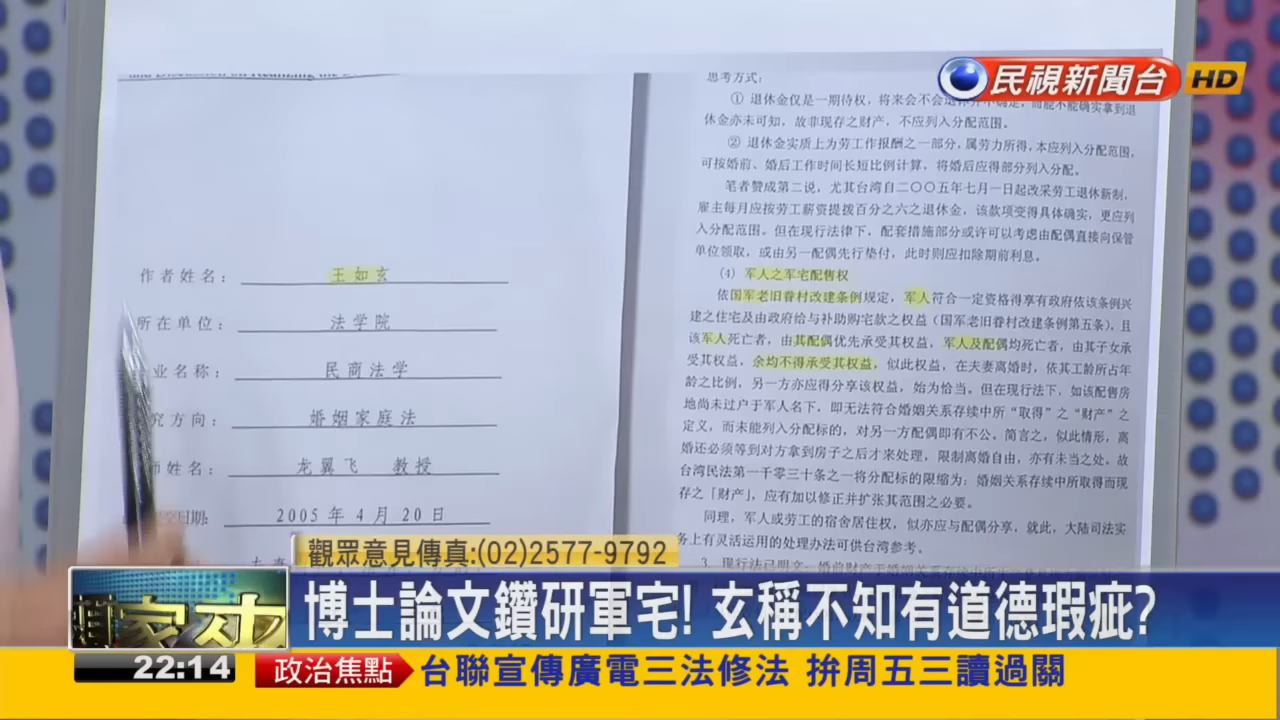 民視新聞台 HD
作者姓名: 王如玄
所在单位: 法学院
业名称: 民商法学
究方向: 婚姻家庭法
师姓名: 龙翼飞 教授
日期: 2005年4月20日
思考方式:
① 退休金仅是一期待权,将来会不会退休并不确定,而能不能确实拿到退
休金亦未可知,故非现存之财产,不应列入分配范围。
② 退休金实质上为劳工作报酬之一部分,属劳力所得,本应列入分配范围,
可按婚前、婚后工作时间长短比例计算,将婚后应得部分列入分配。
笔者赞成第二说,尤其台湾自二〇〇五年七月一日起改采劳工退休新制,
雇主每月应按劳工薪资提拨百分之六之退休金,该款项变得具体确实,更应列
入分配范围。但在现行法律下,配套措施部分或许可以考虑由配偶直接向保管
单位领取,或由另一配偶先行垫付,此时则应扣除期前利息。
(4) 军人之军宅配售权
依国军老旧眷村改建条例规定,军人符合一定资格得享有政府依该条例兴
建之住宅及由政府给与补助购宅款之权益(国军老旧眷村改建条例第五条),且
该军人死亡者,由其配偶优先承受其权益,军人及配偶均死亡者,由其子女承
受其权益,余均不得承受其权益,似此权益,在夫妻离婚时,依其工龄所占年
龄之比例,另一方亦应得分享该权益,始为恰当。但在现行法下,如该配售房
地尚未过户于军人名下,即无法符合婚姻关系存续中所“取得”之“财产”之
定义,而未能列入分配标的,对另一方配偶即有不公,简言之,似此情形,离
婚还必须等到对方拿到房子之后才来处理,限制离婚自由,亦有未当之处,故
台湾民法第一千零三十条之一将分配标的限缩为:婚姻关系存续中所取得而现
存之「财产」,应有加以修正并扩张其范围之必要。
同理,军人或劳工的宿舍居住权,似亦应与配偶分享,就此,大陆司法实
务上有灵活运用的处理办法可供台湾参考。
3. 现行法已明文:婚前财产于婚姻关系存续中所
觀眾意見傳真:(02)2577-9792
博士論文鑽研軍宅! 玄稱不知有道德瑕疵?
22:14 政治焦點 台聯宣傳廣電三法修法 拚周五三讀過關